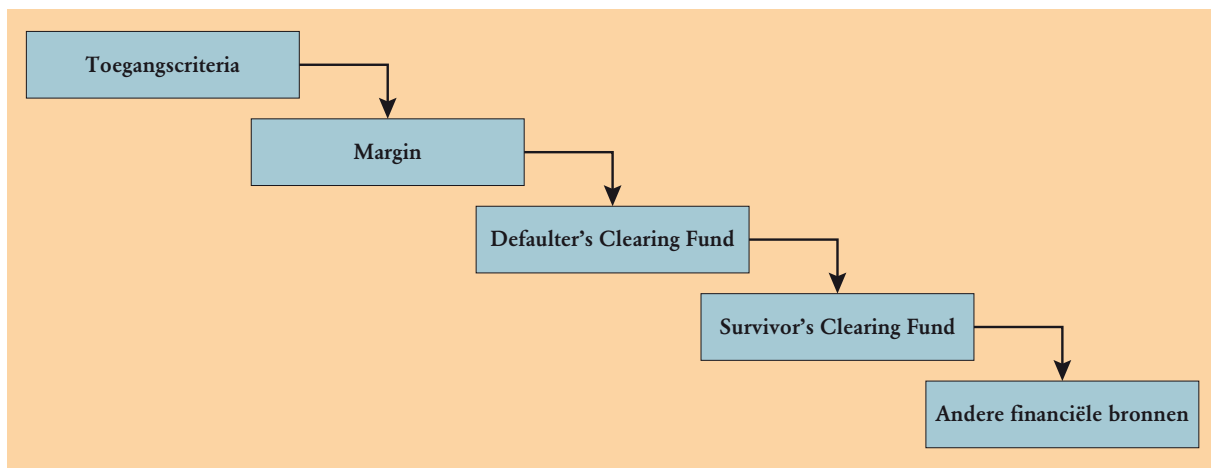 Toegangscriteria
Margin
Defaulter’s Clearing Fund
Survivor’s Clearing Fund
Andere financiële bronnen